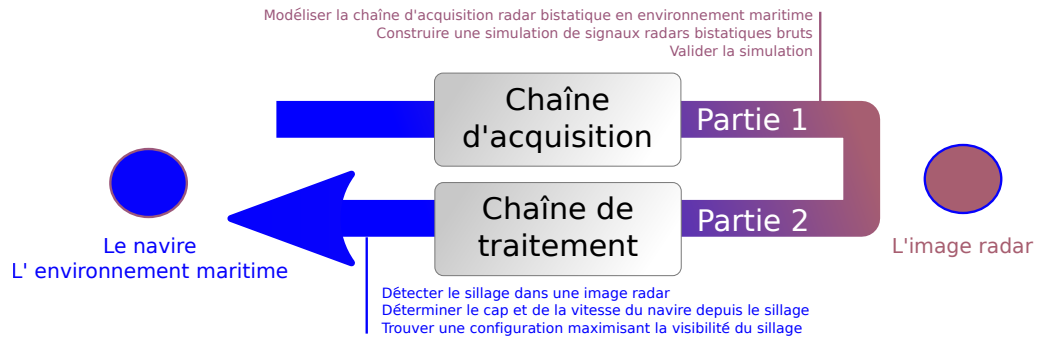 Modéliser la chaîne d'acquisition radar bistatique en environnement maritime
Construire une simulation de signaux radars bistatiques bruts
Valider la simulation
Chaîne
d'acquisition
Partie 1
Chaîne de
traitement
Partie 2
Le navire
L' environnement maritime
L'image radar
Détecter le sillage dans une image radar
Déterminer le cap et de la vitesse du navire depuis le sillage
Trouver une configuration maximisant la visibilité du sillage